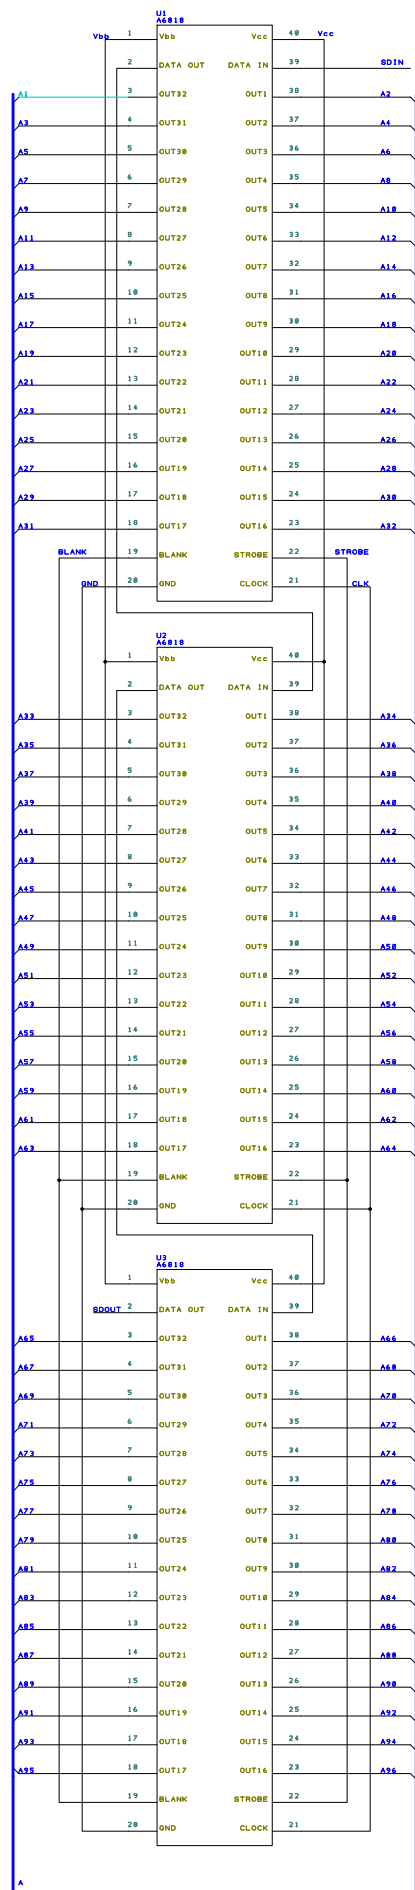 U1
A6818
Vbb 1 Vbb Vcc 40 Vcc
2 DATA OUT DATA IN 39 SDIN
A1 3 OUT32 OUT1 38 A2
A3 4 OUT31 OUT2 37 A4
A5 5 OUT30 OUT3 36 A6
A7 6 OUT29 OUT4 35 A8
A9 7 OUT28 OUT5 34 A10
A11 8 OUT27 OUT6 33 A12
A13 9 OUT26 OUT7 32 A14
A15 10 OUT25 OUT8 31 A16
A17 11 OUT24 OUT9 30 A18
A19 12 OUT23 OUT10 29 A20
A21 13 OUT22 OUT11 28 A22
A23 14 OUT21 OUT12 27 A24
A25 15 OUT20 OUT13 26 A26
A27 16 OUT19 OUT14 25 A28
A29 17 OUT18 OUT15 24 A30
A31 18 OUT17 OUT16 23 A32
BLANK 19 BLANK STROBE 22 STROBE
GND 20 GND CLOCK 21 CLK
U2
A6818
1 Vbb Vcc 40
2 DATA OUT DATA IN 39
A33 3 OUT32 OUT1 38 A34
A35 4 OUT31 OUT2 37 A36
A37 5 OUT30 OUT3 36 A38
A39 6 OUT29 OUT4 35 A40
A41 7 OUT28 OUT5 34 A42
A43 8 OUT27 OUT6 33 A44
A45 9 OUT26 OUT7 32 A46
A47 10 OUT25 OUT8 31 A48
A49 11 OUT24 OUT9 30 A50
A51 12 OUT23 OUT10 29 A52
A53 13 OUT22 OUT11 28 A54
A55 14 OUT21 OUT12 27 A56
A57 15 OUT20 OUT13 26 A58
A59 16 OUT19 OUT14 25 A60
A61 17 OUT18 OUT15 24 A62
A63 18 OUT17 OUT16 23 A64
19 BLANK STROBE 22
20 GND CLOCK 21
U3
A6818
1 Vbb Vcc 40
SDOUT 2 DATA OUT DATA IN 39
A65 3 OUT32 OUT1 38 A66
A67 4 OUT31 OUT2 37 A68
A69 5 OUT30 OUT3 36 A70
A71 6 OUT29 OUT4 35 A72
A73 7 OUT28 OUT5 34 A74
A75 8 OUT27 OUT6 33 A76
A77 9 OUT26 OUT7 32 A78
A79 10 OUT25 OUT8 31 A80
A81 11 OUT24 OUT9 30 A82
A83 12 OUT23 OUT10 29 A84
A85 13 OUT22 OUT11 28 A86
A87 14 OUT21 OUT12 27 A88
A89 15 OUT20 OUT13 26 A90
A91 16 OUT19 OUT14 25 A92
A93 17 OUT18 OUT15 24 A94
A95 18 OUT17 OUT16 23 A96
19 BLANK STROBE 22
20 GND CLOCK 21
A